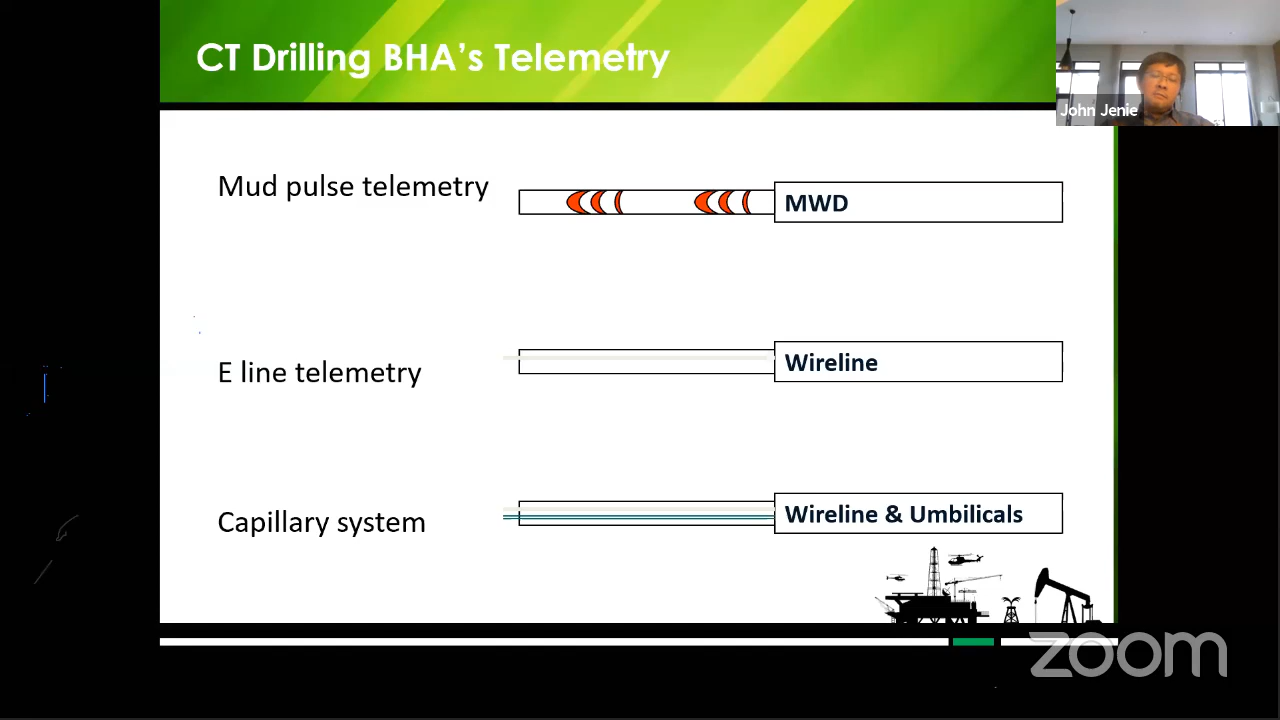 CT Drilling BHA's Telemetry
John Jenie
Mud pulse telemetry
MWD
E line telemetry
Wireline
Capillary system
Wireline & Umbilicals
zoom